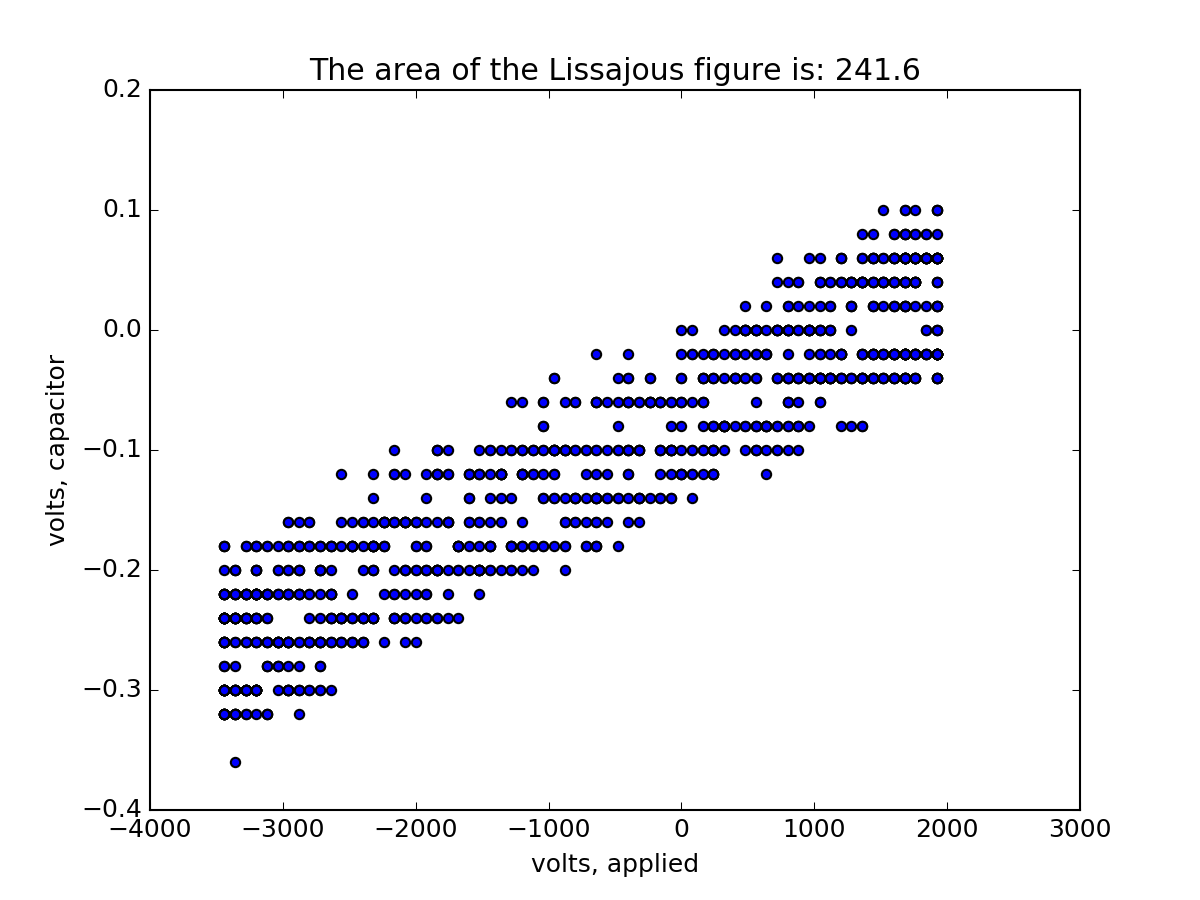 The area of the Lissajous figure is: 241.6
0.2
0.1
0.0
−0.1
−0.2
−0.3
−0.4
volts, capacitor
−4000 −3000 −2000 −1000 0 1000 2000 3000
volts, applied